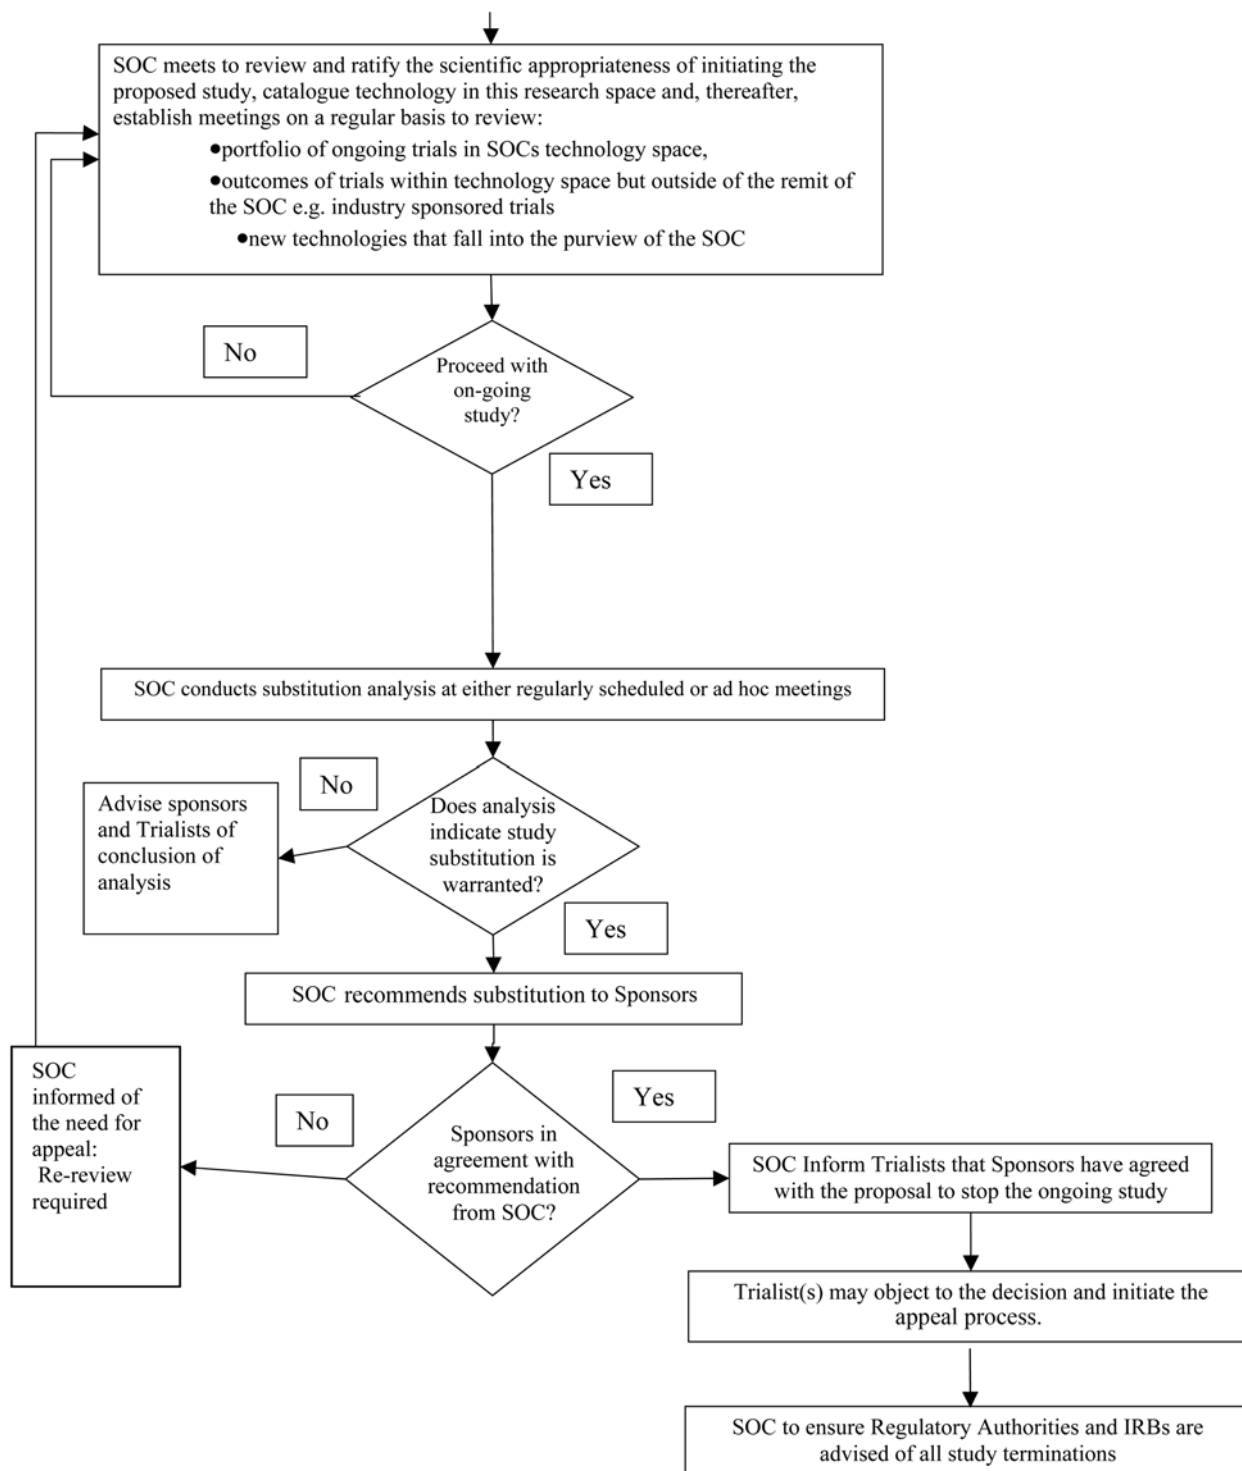 SOC meets to review and ratify the scientific appropriateness of initiating the
proposed study, catalogue technology in this research space and, thereafter,
establish meetings on a regular basis to review:
●portfolio of ongoing trials in SOCs technology space,
●outcomes of trials within technology space but outside of the remit of
the SOC e.g. industry sponsored trials
●new technologies that fall into the purview of the SOC
No
Proceed with
on-going
study?
Yes
SOC conducts substitution analysis at either regularly scheduled or ad hoc meetings
No
Advise sponsors
and Trialists of
conclusion of
analysis
Does analysis
indicate study
substitution is
warranted?
Yes
SOC recommends substitution to Sponsors
SOC
informed of
the need for
appeal:
Re-review
required
No
Yes
Sponsors in
agreement with
recommendation
from SOC?
SOC Inform Trialists that Sponsors have agreed
with the proposal to stop the ongoing study
Trialist(s) may object to the decision and initiate the
appeal process.
SOC to ensure Regulatory Authorities and IRBs are
advised of all study terminations